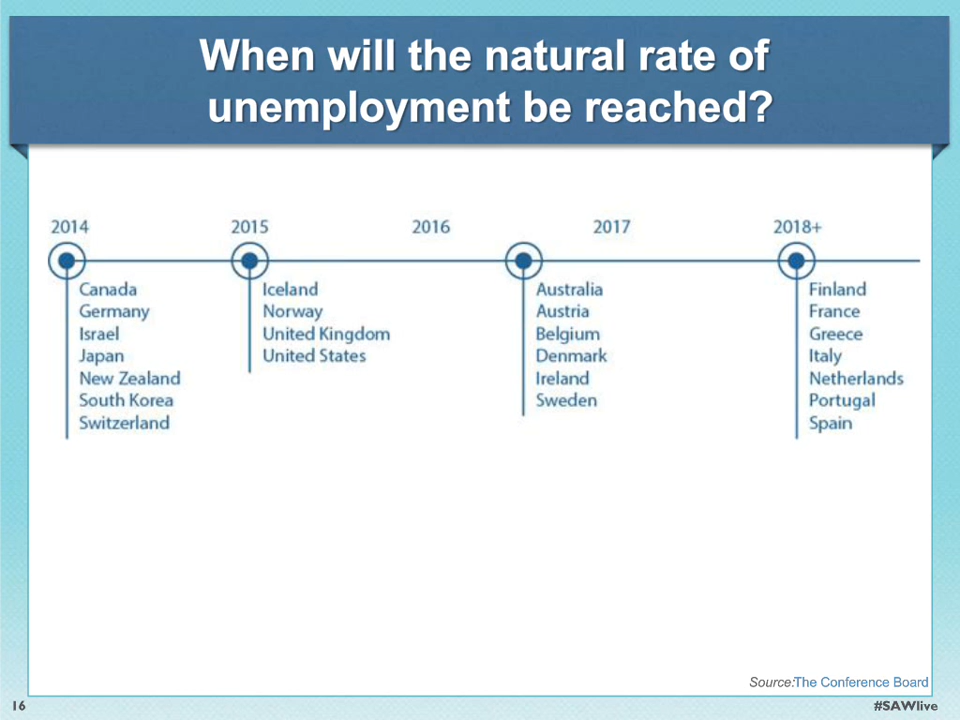 When will the natural rate of
unemployment be reached?
2014 2015 2016 2017 2018+
Canada
Germany
Israel
Japan
New Zealand
South Korea
Switzerland
Iceland
Norway
United Kingdom
United States
Australia
Austria
Belgium
Denmark
Ireland
Sweden
Finland
France
Greece
Italy
Netherlands
Portugal
Spain
Source:The Conference Board
16
#SAWlive